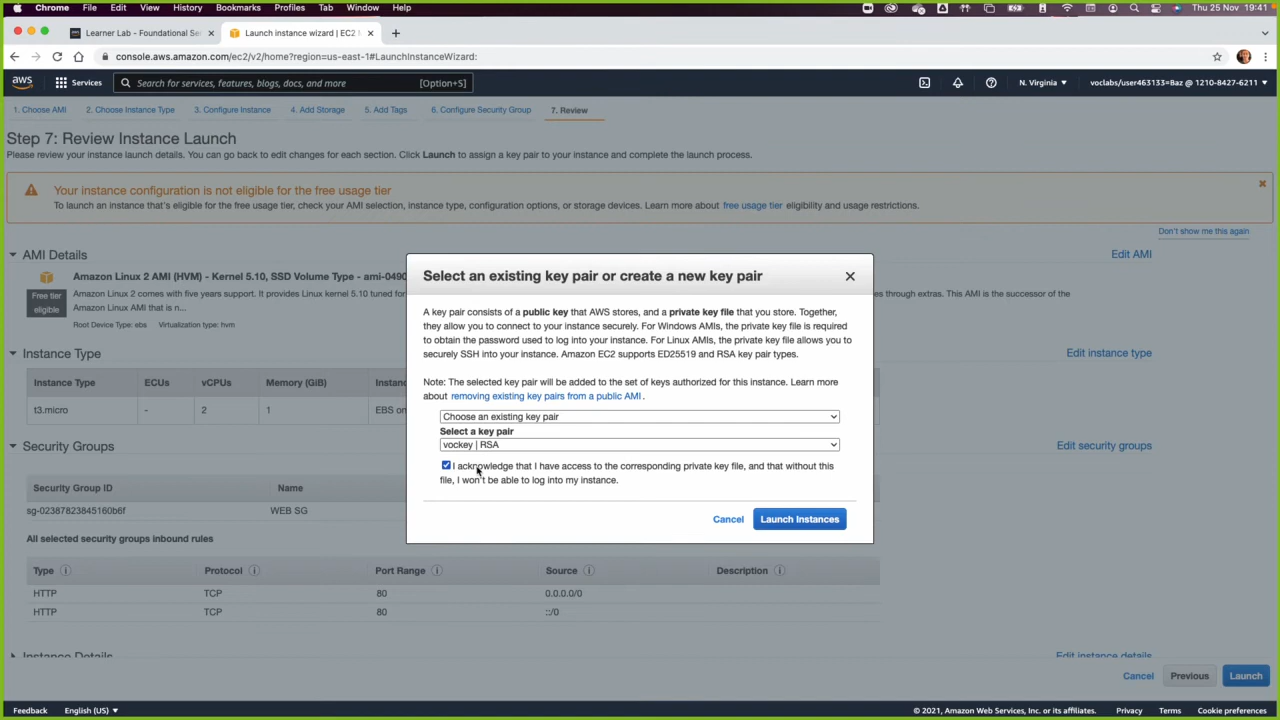 Chrome File Edit View History Bookmarks Profiles Tab Window Help Thu 25 Nov 19:41
Learner Lab - Foundational Se Launch instance wizard | EC2
console.aws.amazon.com/ec2/v2/home?region=us-east-1#LaunchInstanceWizard:
aws Services Search for services, features, blogs, docs, and more [Option+S] N. Virginia voclabs/user463133=8az @ 1210-8427-6211
1. Choose AMI 2. Choose Instance Type 3. Configure Instance 4. Add Storage 5. Add Tags 6. Configure Security Group 7. Review
Step 7: Review Instance Launch
Please review your instance launch details. You can go back to edit changes for each section. Click Launch to assign a key pair to your instance and complete the launch process.
Your instance configuration is not eligible for the free usage tier
To launch an instance that's eligible for the free usage tier, check your AMI selection, instance type, configuration options, or storage devices. Learn more about free usage tier eligibility and usage restrictions.
Don't show me this again
AMI Details Edit AMI
Amazon Linux 2 AMI (HVM) - Kernel 5.10, SSD Volume Type - ami-0490
Free tier eligible
Amazon Linux 2 comes with five years support. It provides Linux kernel 5.10 tuned for es through extras. This AMI is the successor of the
Amazon Linux AMI that is n...
Root Device Type: ebs Virtualization type: hvm
Instance Type Edit instance type
Instance Type ECUs vCPUs Memory (GiB) Instanc
t3.micro - 2 1 EBS on
Security Groups Edit security groups
Security Group ID Name
sg-02387823845160b6f WEB SG
All selected security groups inbound rules
Type Protocol Port Range Source Description
HTTP TCP 80 0.0.0.0/0
HTTP TCP 80 ::/0
Instance Details Edit instance details
Cancel Previous Launch
Select an existing key pair or create a new key pair
A key pair consists of a public key that AWS stores, and a private key file that you store. Together,
they allow you to connect to your instance securely. For Windows AMIs, the private key file is required
to obtain the password used to log into your instance. For Linux AMIs, the private key file allows you to
securely SSH into your instance. Amazon EC2 supports ED25519 and RSA key pair types.
Note: The selected key pair will be added to the set of keys authorized for this instance. Learn more
about removing existing key pairs from a public AMI .
Choose an existing key pair
Select a key pair
vockey | RSA
I acknowledge that I have access to the corresponding private key file, and that without this
file, I won't be able to log into my instance.
Cancel Launch Instances
Feedback English (US) © 2021, Amazon Web Services, Inc. or its affiliates. Privacy Terms Cookie preferences